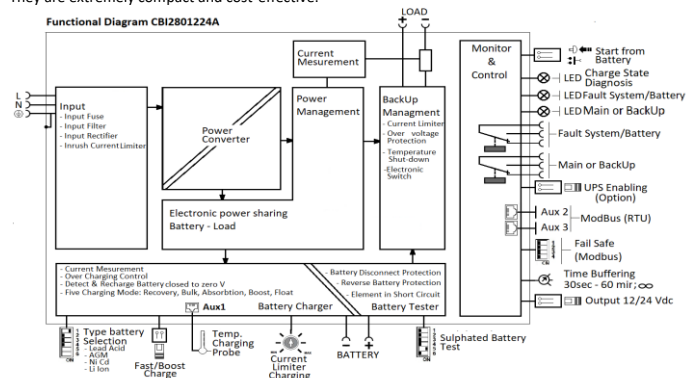 They are extremely compact and cost-effective.
Functional Diagram CBI2801224A
LOAD
+ -
Current
Mesurement
Monitor
&
Control
Start from
Battery
LED Charge State
Diagnosis
LED Fault System/Battery
LED Main or BackUp
Fault System/Battery
Main or BackUp
UPS Enabling
(Option)
Aux 2
Aux 3
ModBus (RTU)
Fail Safe
(Modbus)
Time Buffering
30sec - 60 mir; ∞
Output 12/24 Vdc
L
N
Input
- Input Fuse
- Input Filter
- Input Rectifier
- Inrush Current Limiter
Power
Converter
Power
Management
BackUp
Managment
- Current Limiter
- Over voltage
Protection
- Temperature
Shut-down
-Electronic
Switch
Electronic power sharing
Battery - Load
- Current Mesurement
- Over Charging Control
- Detect & Recharge Battery closed to zero V
- Five Charging Mode: Recovery, Bulk, Absorbtion, Boost, Float
Aux1
Battery Charger
- Battery Disconnect Protection
- Reverse Battery Protection
- Element in Short Circuit
Battery Tester
Type battery
Selection
- Lead Acid
- AGM
- Ni Cd
- Li Ion
Fast/Boost
Charge
Temp.
Charging
Probe
Current
Limiter
Charging
- +
BATTERY
Sulphated Battery
Test